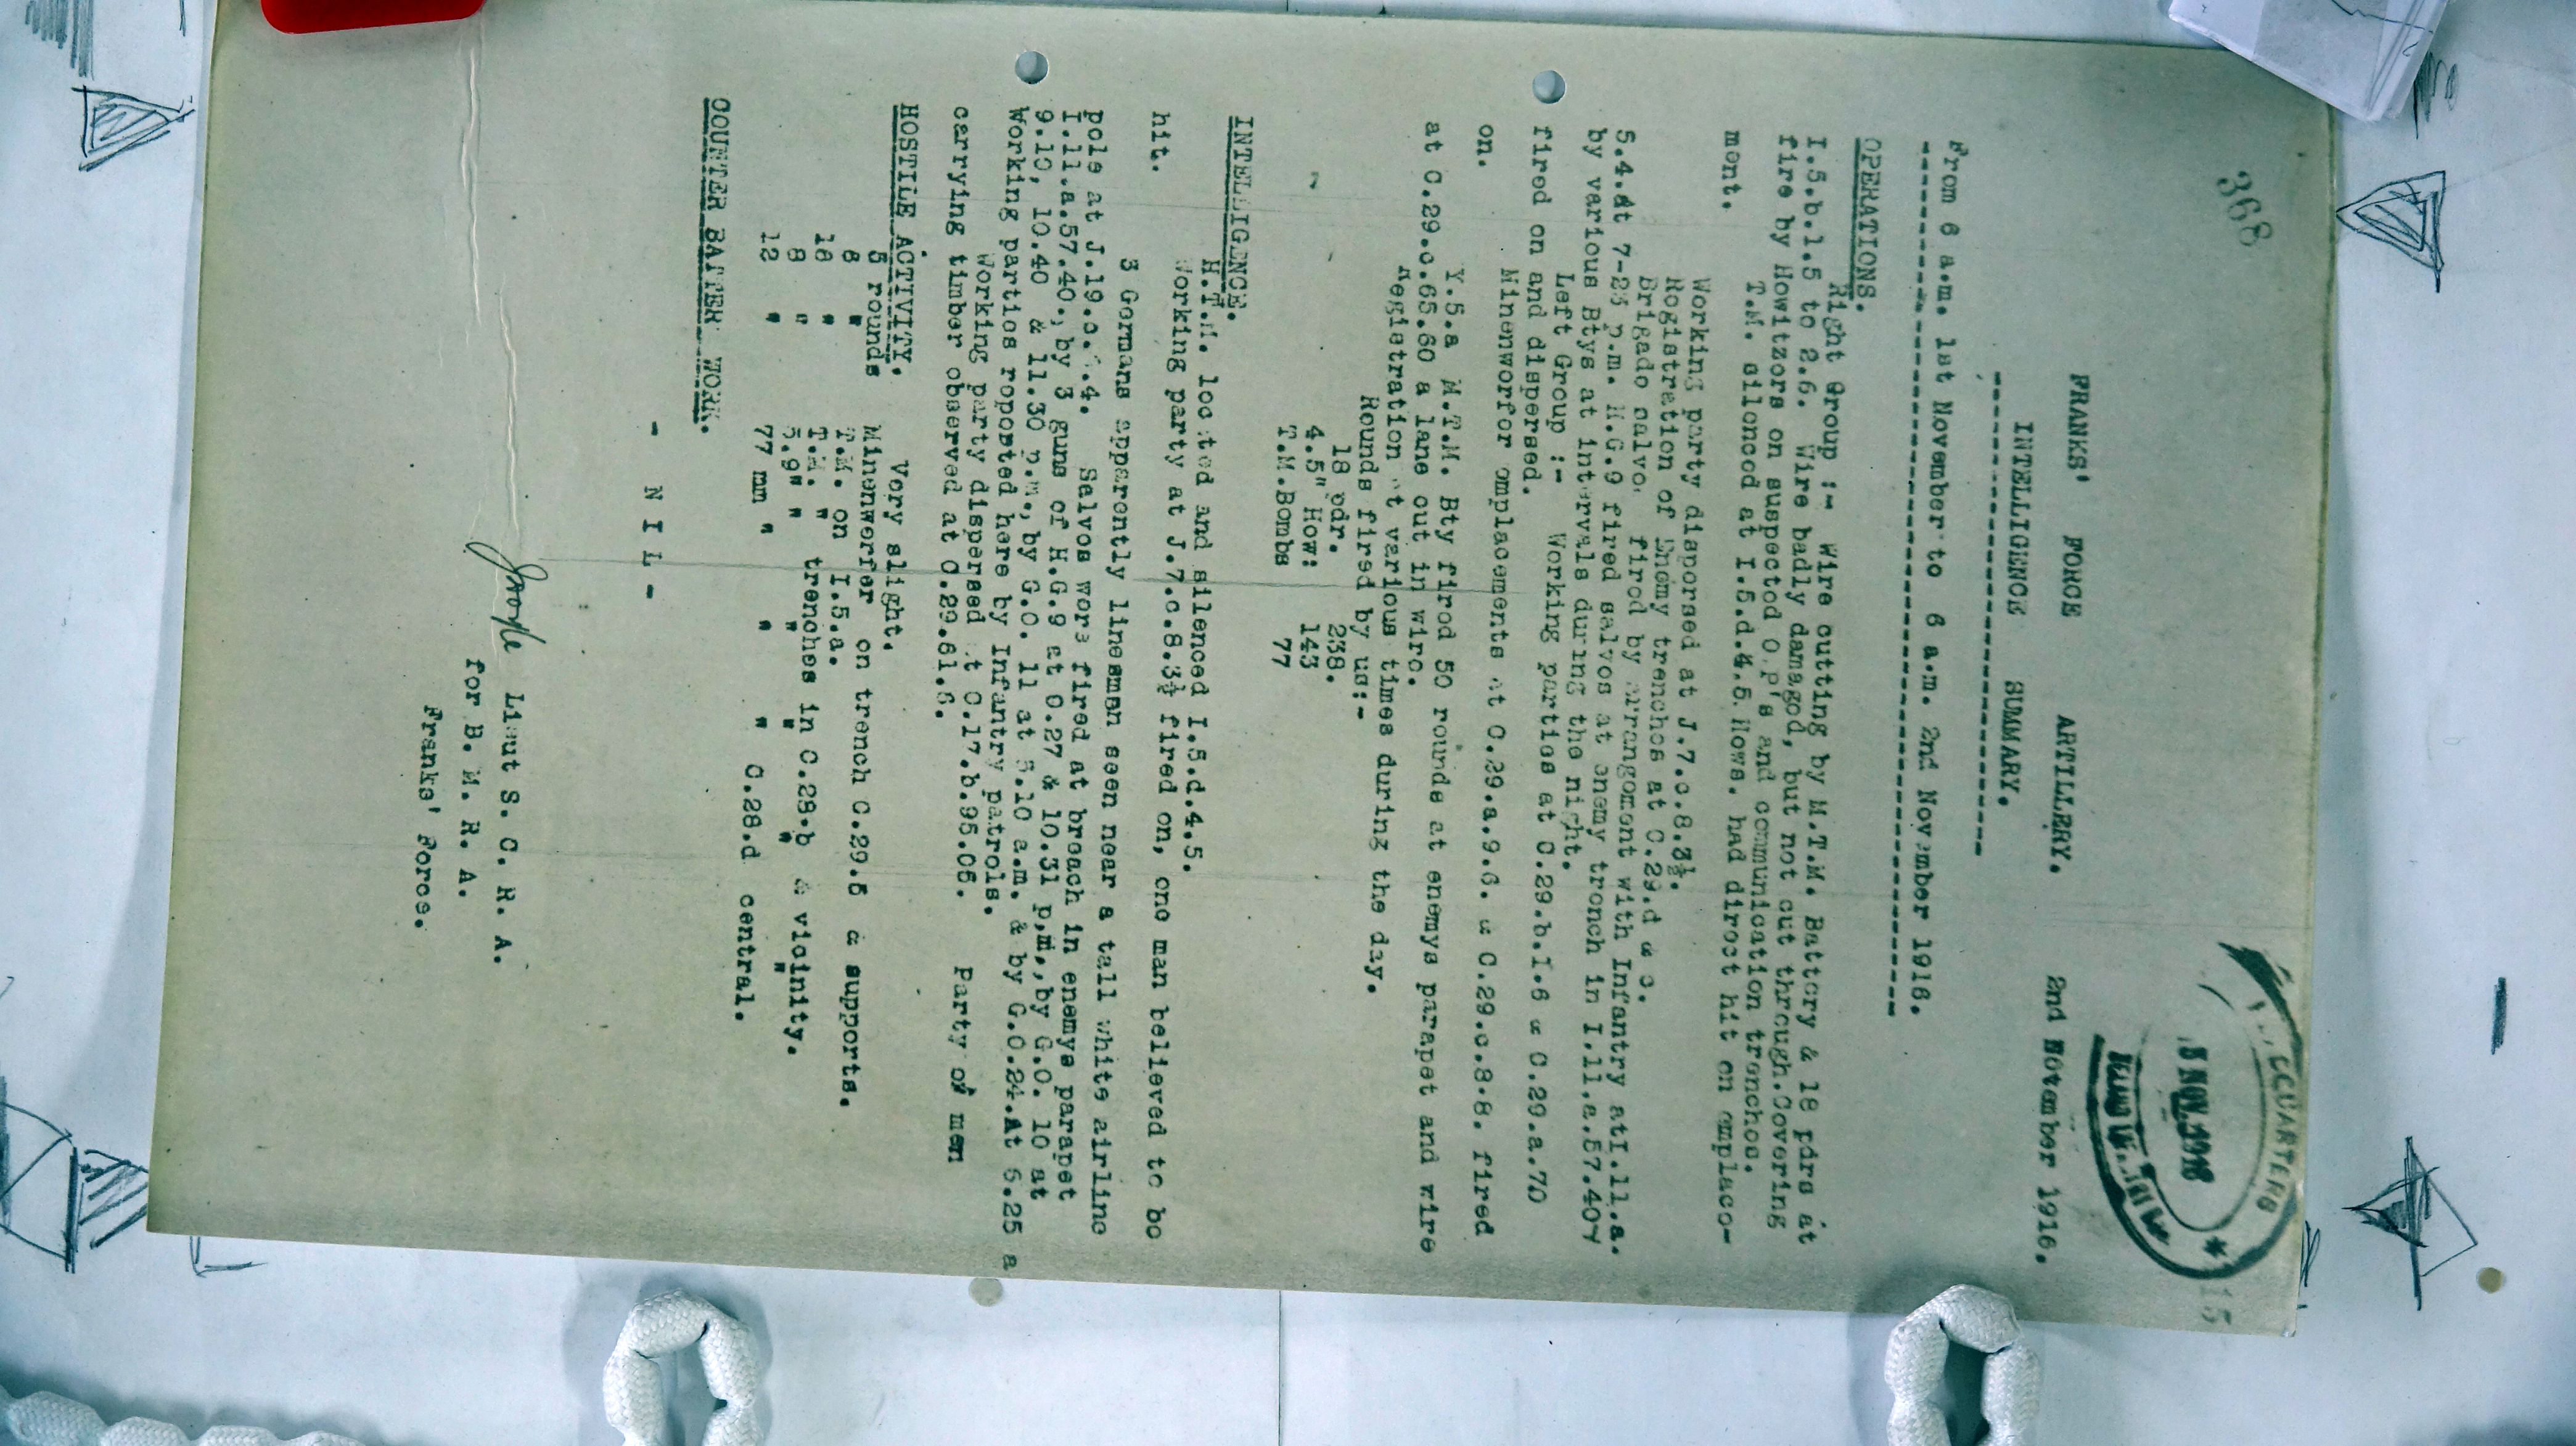 368
15
HEADQUARTERS
3 NOV. 1916
FRANKS' FORCE ARTILLERY. 2nd November 1916.
INTELLIGENCE SUMMARY.
-----------------------------
From 6 a.m. 1st November to 6 a.m. 2nd November 1916.
-----------------------------------------------------
OPERATIONS.
Right Group :- Wire cutting by M.T.M. Battery & 18 pdrs at
I.5.b.1.5 to 2.6. Wire badly damaged, but not cut through. Covering
fire by Howitzers on suspected O.P's and communication trenches.
T.M. silenced at I.5.d.4.5. Hows. had direct hit on emplace-
ment.
Working party dispersed at J.7.c.8.3½.
Registration of Enemy trenches at C.29.d & c.
Brigade salvo. fired by arrangement with Infantry at I.11.a.
5.4. At 7-23 p.m. H.G.9 fired salvos at enemy trench in I.11.a.57.40
by various Btys at intervals during the night.
Left Group :- Working parties at C.29.b.1.6 & C.29.a.70
fired on and dispersed.
Minenwerfer emplacements at C.29.a.9.6. & C.29.c.8.8. fired
on.
Y.5.a M.T.M. Bty fired 50 rounds at enemys parapet and wire
at C.29.c.65.60 a lane cut in wire.
Registration at various times during the day.
Rounds fired by us:-
18 pdr. 238.
4.5" How: 143
T.M.Bombs 77
INTELLIGENCE.
H.T.M. located and silenced I.5.d.4.5.
Working party at J.7.c.8.3½ fired on, one man believed to be
hit.
3 Germans apparently linesman seen near a tall white airline
pole at J.19.c. .4. Salvos were fired at breach in enemys parapet
I.11.a.57.40., by 3 guns of H.G.9 at 0.27 & 10.31 p.m., by G.O. 10 at
9.10, 10.40 & 11.30 p.m., by G.O. 11 at 5.10 a.m. & by G.O.24. At 5.25 a
Working parties reported here by Infantry patrols.
Working party dispersed at C.17.b.95.05. Party of men
carrying timber observed at C.29.61.6.
HOSTILE ACTIVITY. Very slight.
5 rounds Minenwerfer on trench C.29.5 & supports.
8 " T.M. on I.5.a.
18 " T.M. " trenches in C.29.b & vicinity.
8 " 5.9" " " " " "
12 " 77 mm " " " C.28.d central.
COUNTER BATTER WORK.
- N I L -
Lieut S. C. R. A.
for B. M. R. A.
Franks' Force.